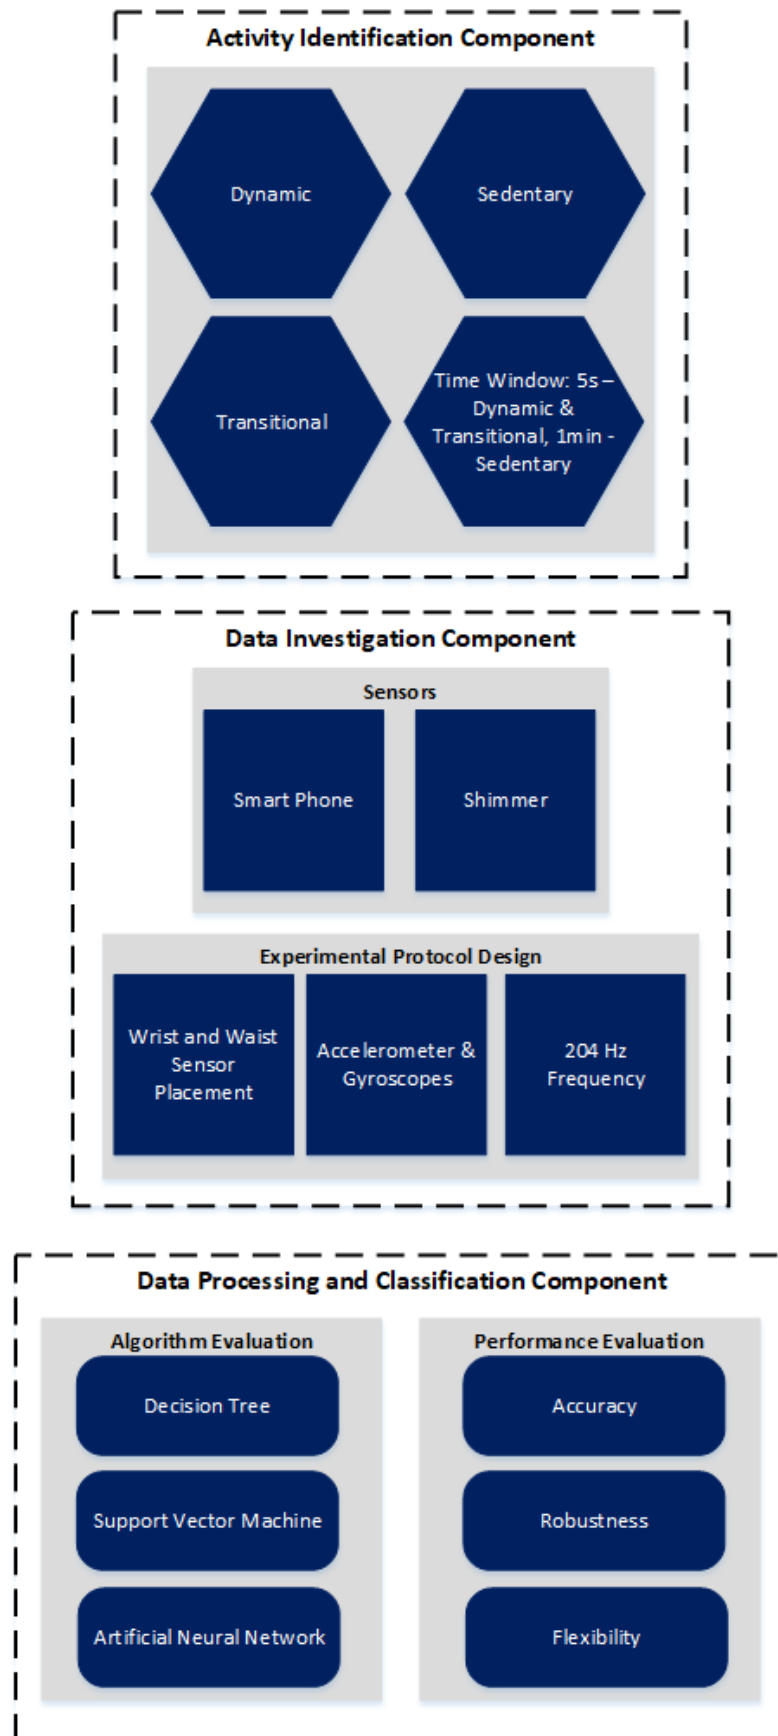 Activity Identification Component
Dynamic
Sedentary
Transitional
Time Window: 5s –
Dynamic &
Transitional, 1min -
Sedentary
Data Investigation Component
Sensors
Smart Phone
Shimmer
Experimental Protocol Design
Wrist and Waist
Sensor
Placement
Accelerometer &
Gyroscopes
204 Hz
Frequency
Data Processing and Classification Component
Algorithm Evaluation
Decision Tree
Support Vector Machine
Artificial Neural Network
Performance Evaluation
Accuracy
Robustness
Flexibility